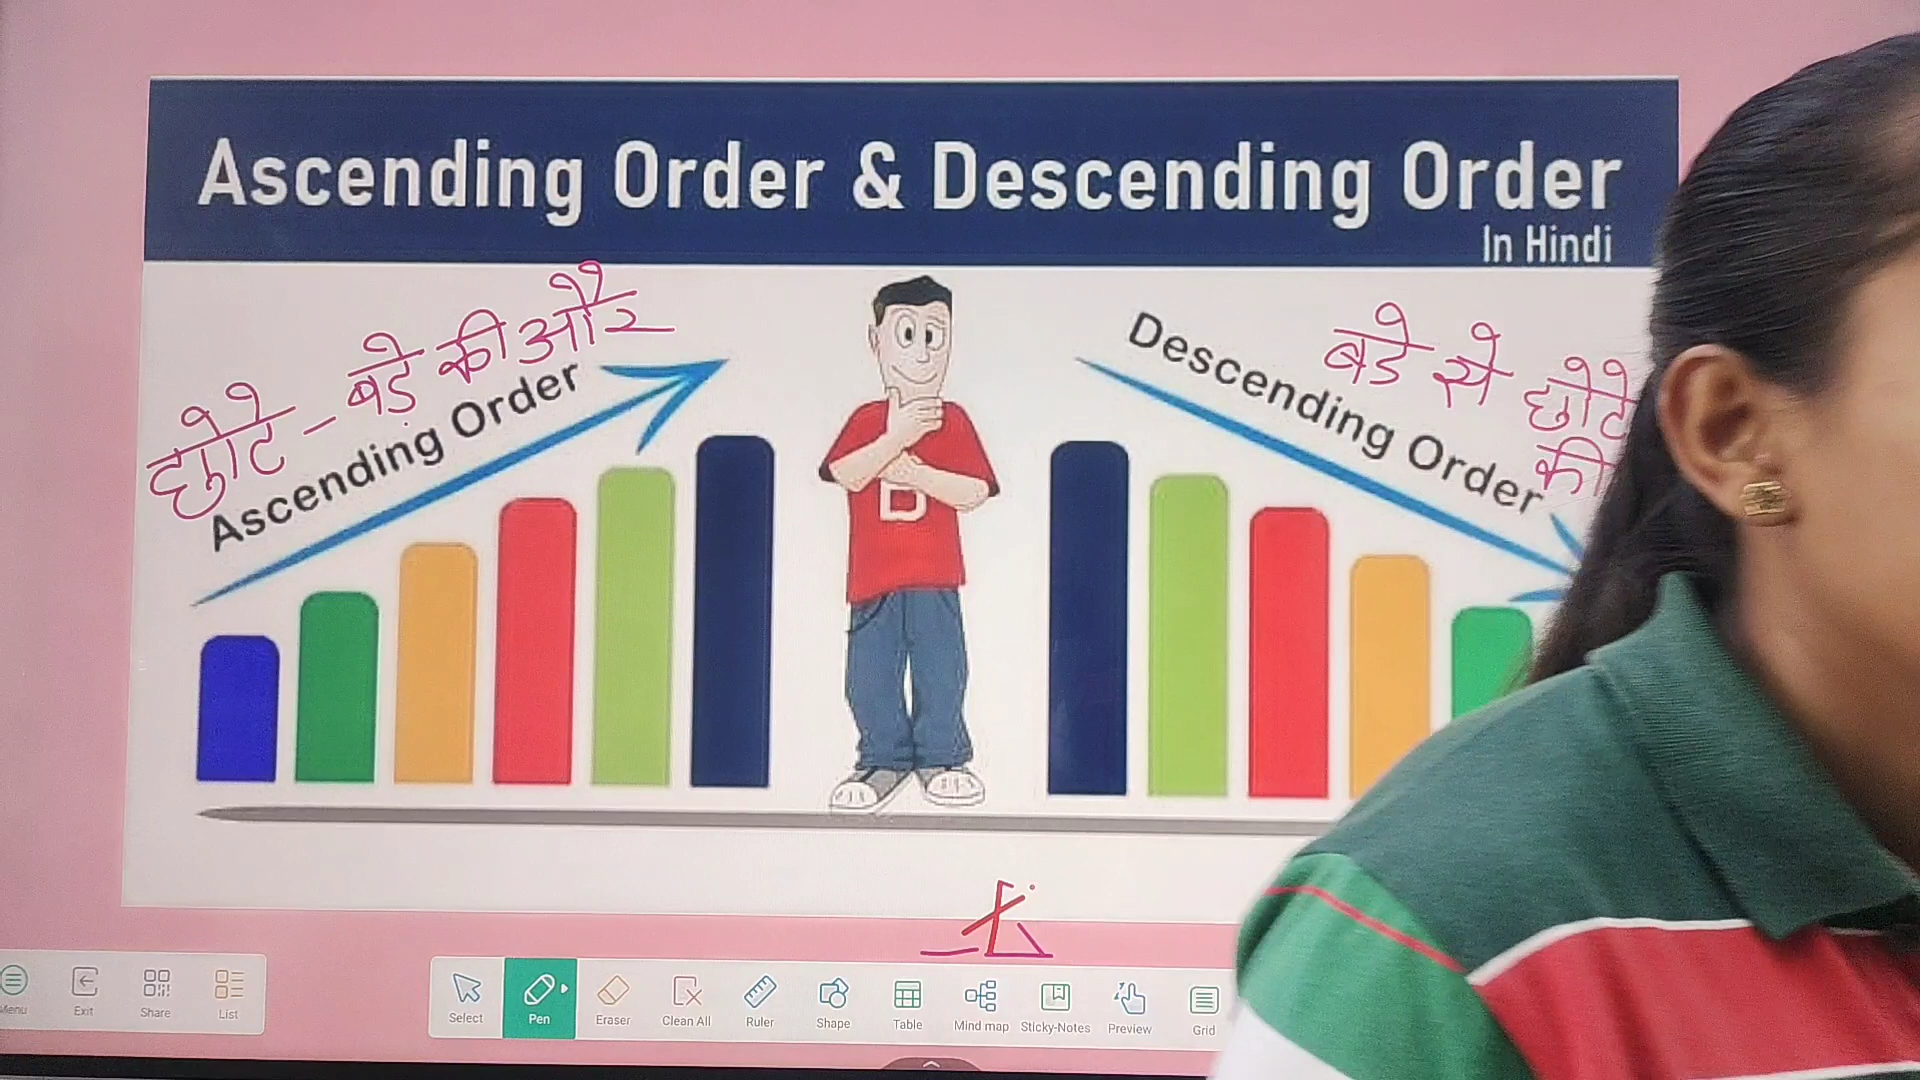 Ascending Order & Descending Order
In Hindi
छोटे - बड़े की ओर
Ascending Order
Descending Order
बडे से छोटे
की
B
Menu
Exit
Share
List
Select
Pen
Eraser
Clean All
Ruler
Shape
Table
Mind map
Sticky-Notes
Preview
Grid